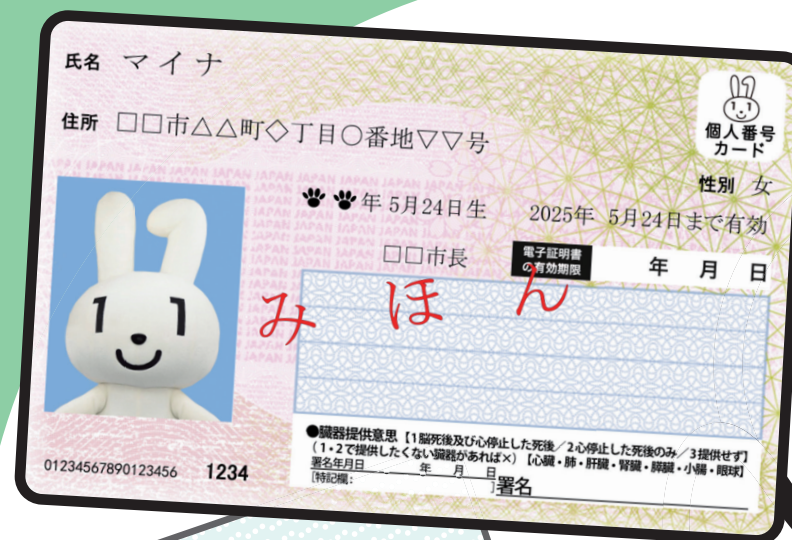 氏名 マイナ
個人番号
カード
住所 □□市△△町◇丁目○番地▽▽号
性別 女
年 5月24日生 2025年 5月24日まで有効
□□市長 電子証明書
の有効期限 年 月 日
みほん
●臓器提供意思【1脳死後及び心停止した死後／2心停止した死後のみ／3提供せず】
（1・2で提供したくない臓器があれば×）【心臓・肺・肝臓・腎臓・膵臓・小腸・眼球】
署名年月日 年 月 日
[特記欄： ]署名
01234567890123456 1234